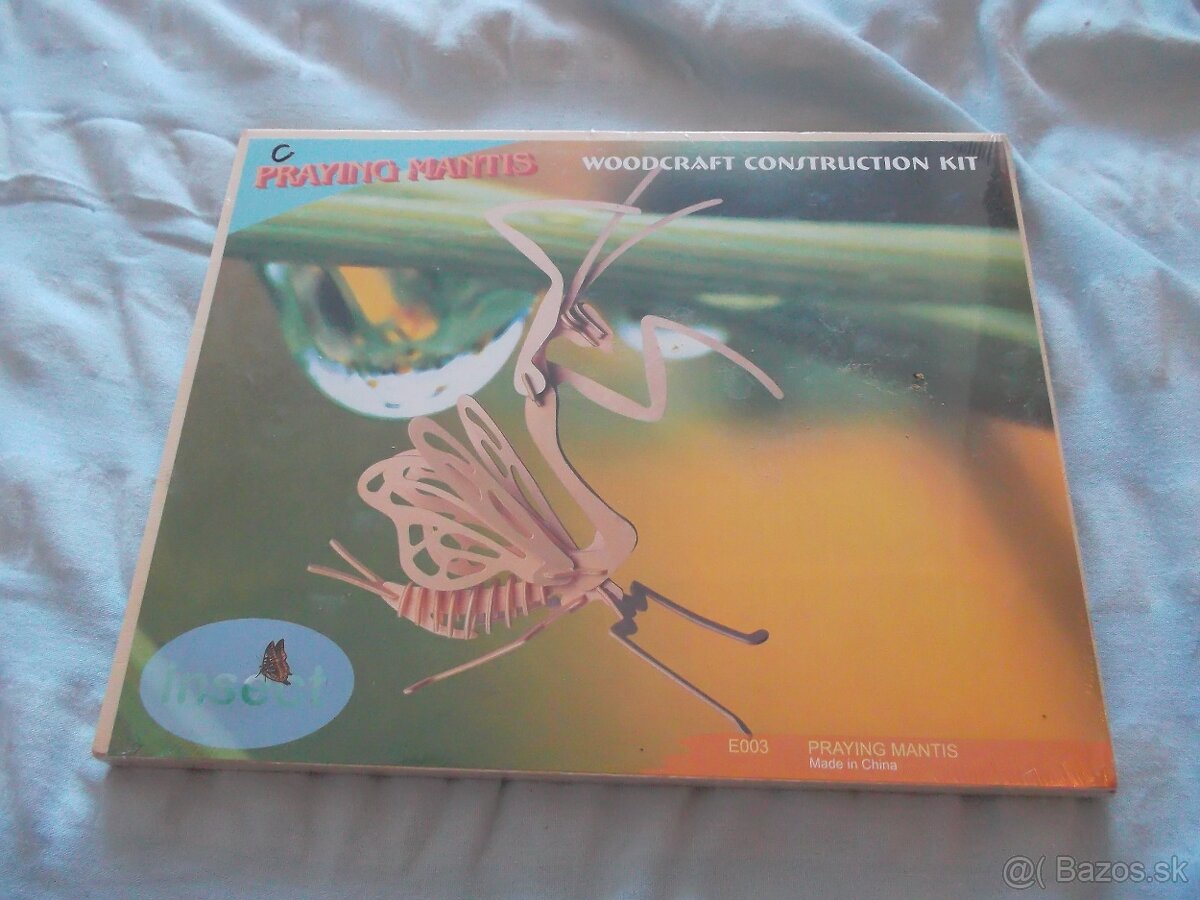 C
PRAYING MANTIS
WOODCRAFT CONSTRUCTION KIT
insect
E003 PRAYING MANTIS
Made in China
@( Bazos.sk